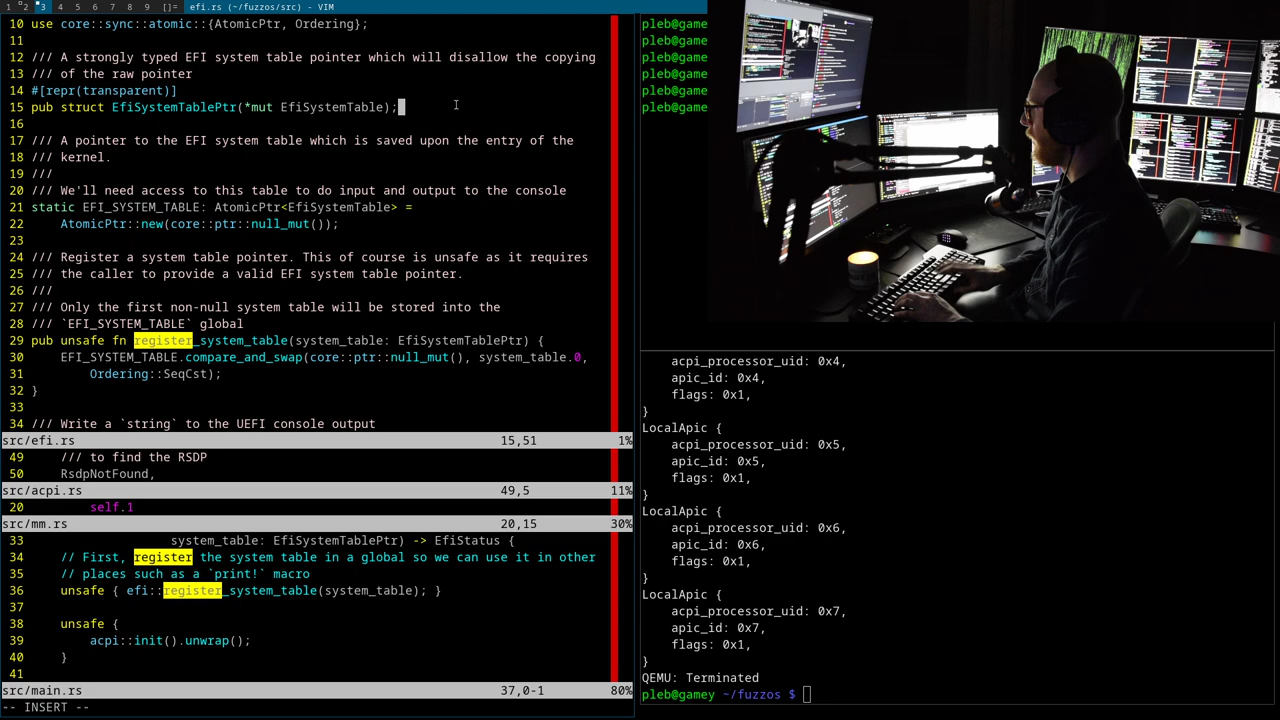 1 2 3 4 5 6 7 8 9 []= efi.rs (~/fuzzos/src) - VIM
10 use core::sync::atomic::{AtomicPtr, Ordering};
11
12 /// A strongly typed EFI system table pointer which will disallow the copying
13 /// of the raw pointer
14 #[repr(transparent)]
15 pub struct EfiSystemTablePtr(*mut EfiSystemTable);
16
17 /// A pointer to the EFI system table which is saved upon the entry of the
18 /// kernel.
19 ///
20 /// We'll need access to this table to do input and output to the console
21 static EFI_SYSTEM_TABLE: AtomicPtr<EfiSystemTable> =
22     AtomicPtr::new(core::ptr::null_mut());
23
24 /// Register a system table pointer. This of course is unsafe as it requires
25 /// the caller to provide a valid EFI system table pointer.
26 ///
27 /// Only the first non-null system table will be stored into the
28 /// `EFI_SYSTEM_TABLE` global
29 pub unsafe fn register_system_table(system_table: EfiSystemTablePtr) {
30     EFI_SYSTEM_TABLE.compare_and_swap(core::ptr::null_mut(), system_table.0,
31         Ordering::SeqCst);
32 }
33
34 /// Write a `string` to the UEFI console output
src/efi.rs 15,51 1%
49     /// to find the RSDP
50     RsdpNotFound,
src/acpi.rs 49,5 11%
20         self.1
src/mm.rs 20,15 30%
33                    system_table: EfiSystemTablePtr) -> EfiStatus {
34     // First, register the system table in a global so we can use it in other
35     // places such as a `print!` macro
36     unsafe { efi::register_system_table(system_table); }
37
38     unsafe {
39         acpi::init().unwrap();
40     }
41
src/main.rs 37,0-1 80%
-- INSERT --
pleb@game
pleb@game
pleb@game
pleb@game
pleb@game
pleb@game
    acpi_processor_uid: 0x4,
    apic_id: 0x4,
    flags: 0x1,
}
LocalApic {
    acpi_processor_uid: 0x5,
    apic_id: 0x5,
    flags: 0x1,
}
LocalApic {
    acpi_processor_uid: 0x6,
    apic_id: 0x6,
    flags: 0x1,
}
LocalApic {
    acpi_processor_uid: 0x7,
    apic_id: 0x7,
    flags: 0x1,
}
QEMU: Terminated
pleb@gamey ~/fuzzos $